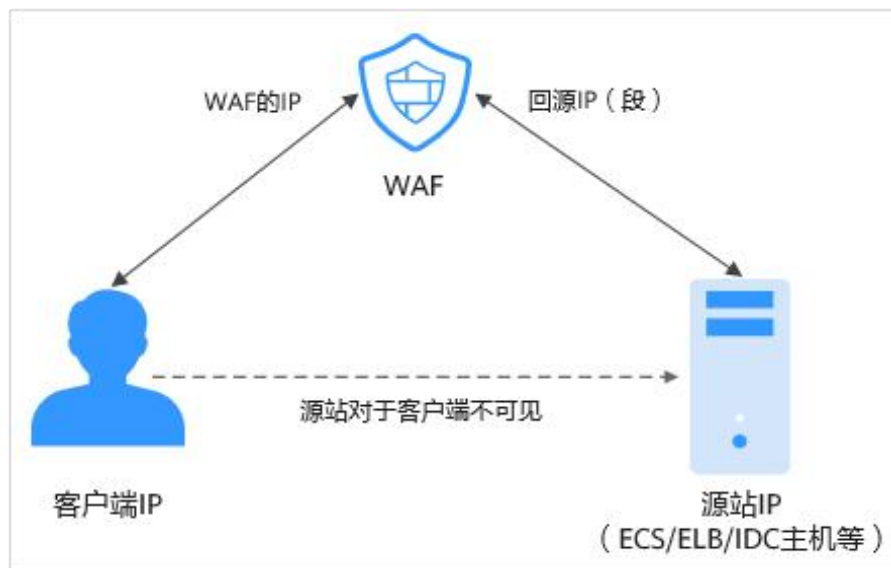 WAF的IP
回源IP（段）
WAF
源站对于客户端不可见
客户端IP
源站IP
（ECS/ELB/IDC主机等）